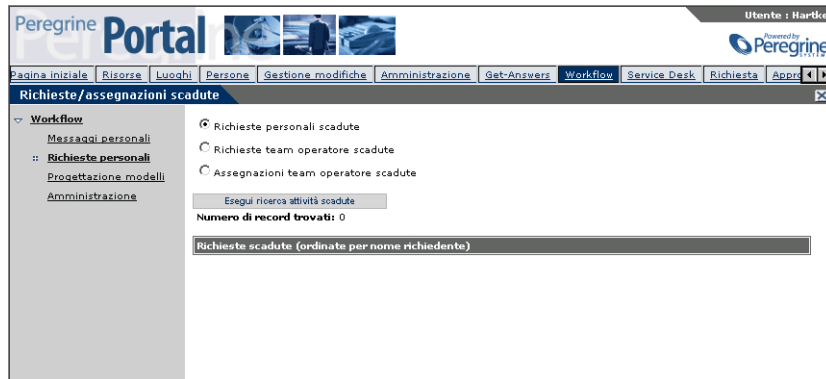 Peregrine Portal
Utente : Hartke
Powered by
Peregrine
SYSTEMS
Pagina iniziale Risorse Luoghi Persone Gestione modifiche Amministrazione Get-Answers Workflow Service Desk Richiesta Appro
Richieste/assegnazioni scadute
Workflow
Messaggi personali
Richieste personali
Progettazione modelli
Amministrazione
Richieste personali scadute
Richieste team operatore scadute
Assegnazioni team operatore scadute
Esegui ricerca attività scadute
Numero di record trovati: 0
Richieste scadute (ordinate per nome richiedente)